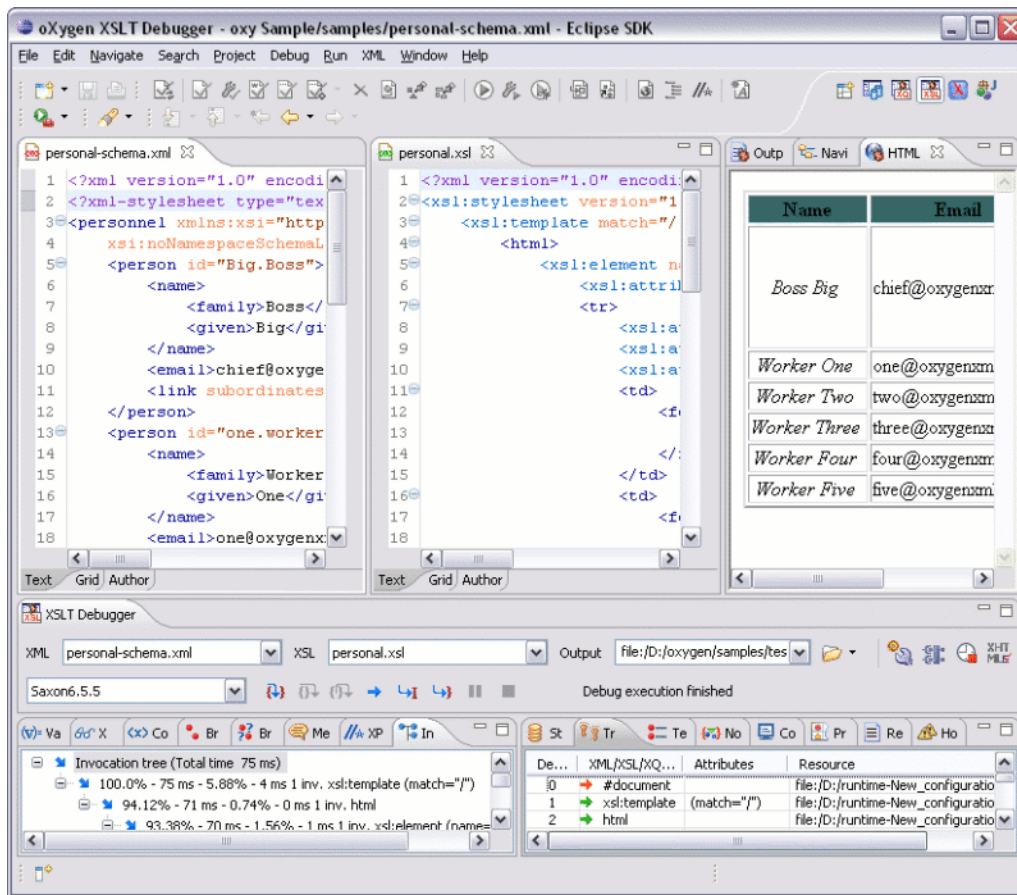 oXygen XSLT Debugger - oxy Sample/samples/personal-schema.xml - Eclipse SDK
File Edit Navigate Search Project Debug Run XML Window Help
personal-schema.xml
1 <?xml version="1.0" encodi
2 <?xml-stylesheet type="tex
3 <personnel xmlns:xsi="http
4 xsi:noNamespaceSchemaL
5 <person id="Big.Boss">
6 <name>
7 <family>Boss</
8 <given>Big</gi
9 </name>
10 <email>chief@oxyge
11 <link subordinates
12 </person>
13 <person id="one.worker
14 <name>
15 <family>Worker
16 <given>One</gi
17 </name>
18 <email>one@oxygenx
Text Grid Author
personal.xsl
1 <?xml version="1.0" encodi
2 <xsl:stylesheet version="1
3 <xsl:template match="/
4 <html>
5 <xsl:element n
6 <xsl:attri
7 <tr>
8 <xsl:a
9 <xsl:a
10 <xsl:a
11 <td>
12 <f
13
14 </
15 </td>
16 <td>
17 <f
18
Text Grid Author
Outp Navi HTML
Name Email
Boss Big chief@oxygenxm
Worker One one@oxygenxm
Worker Two two@oxygenxm
Worker Three three@oxygenxm
Worker Four four@oxygenxm
Worker Five five@oxygenxm
XSLT Debugger
XML personal-schema.xml XSL personal.xsl Output file:/D:/oxygen/samples/tes
Saxon6.5.5 Debug execution finished
Va X Co Br Br Me XP In
Invocation tree (Total time 75 ms)
100.0% - 75 ms - 5.88% - 4 ms 1 inv. xsl:template (match="/")
94.12% - 71 ms - 0.74% - 0 ms 1 inv. html
93.38% - 70 ms - 1.56% - 1 ms 1 inv. xsl:element (name=
St Tr Te No Co Pr Re Ho
De... XML/XSL/XQ... Attributes Resource
0 #document file:/D:/runtime-New_configuratio
1 xsl:template (match="/") file:/D:/runtime-New_configuratio
2 html file:/D:/runtime-New_configuratio